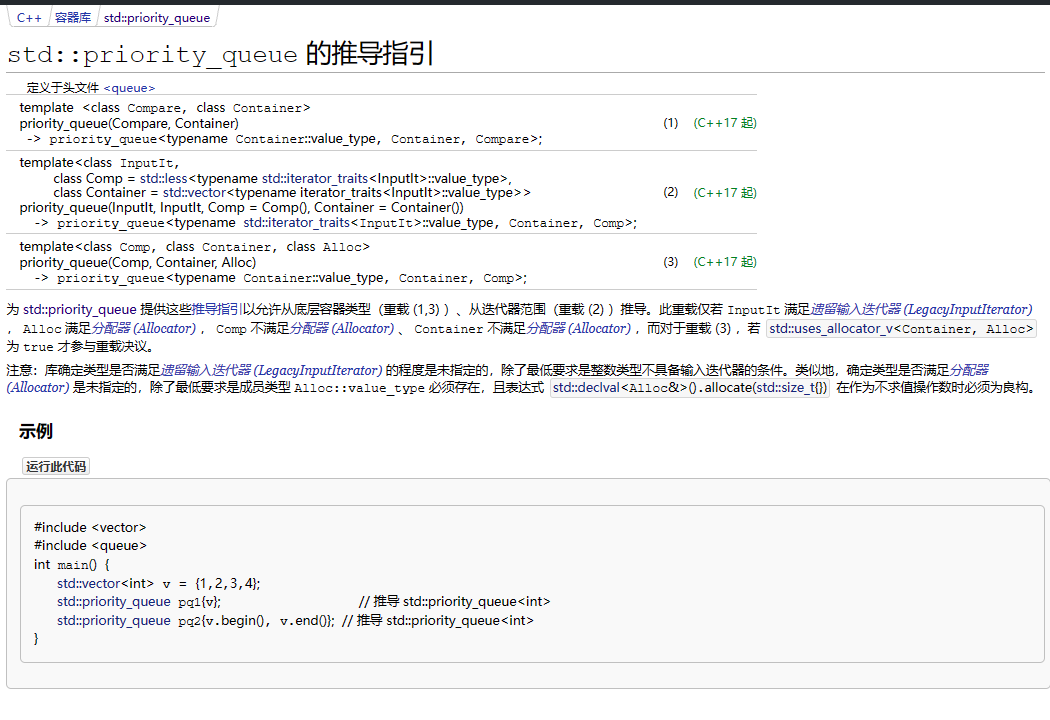 C++ 容器库 std::priority_queue
std::priority_queue 的推导指引
定义于头文件 <queue>
template <class Compare, class Container>
priority_queue(Compare, Container) (1) (C++17 起)
-> priority_queue<typename Container::value_type, Container, Compare>;
template<class InputIt,
class Comp = std::less<typename std::iterator_traits<InputIt>::value_type>,
class Container = std::vector<typename iterator_traits<InputIt>::value_type>> (2) (C++17 起)
priority_queue(InputIt, InputIt, Comp = Comp(), Container = Container())
-> priority_queue<typename std::iterator_traits<InputIt>::value_type, Container, Comp>;
template<class Comp, class Container, class Alloc>
priority_queue(Comp, Container, Alloc) (3) (C++17 起)
-> priority_queue<typename Container::value_type, Container, Comp>;
为 std::priority_queue 提供这些推导指引以允许从底层容器类型（重载 (1,3) ）、从迭代器范围（重载 (2) ）推导。此重载仅若 InputIt 满足遗留输入迭代器 (LegacyInputIterator)
，Alloc 满足分配器 (Allocator) ，Comp 不满足分配器 (Allocator) 、Container 不满足分配器 (Allocator) ，而对于重载 (3) ，若 std::uses_allocator_v<Container, Alloc>
为 true 才参与重载决议。
注意：库确定类型是否满足遗留输入迭代器 (LegacyInputIterator) 的程度是未指定的，除了最低要求是整数类型不具备输入迭代器的条件。类似地，确定类型是否满足分配器
(Allocator) 是未指定的，除了最低要求是成员类型 Alloc::value_type 必须存在，且表达式 std::declval<Alloc&>().allocate(std::size_t{}) 在作为不求值操作数时必须为良构。
示例
运行此代码
#include <vector>
#include <queue>
int main() {
std::vector<int> v = {1,2,3,4};
std::priority_queue pq1{v}; // 推导 std::priority_queue<int>
std::priority_queue pq2{v.begin(), v.end()}; // 推导 std::priority_queue<int>
}